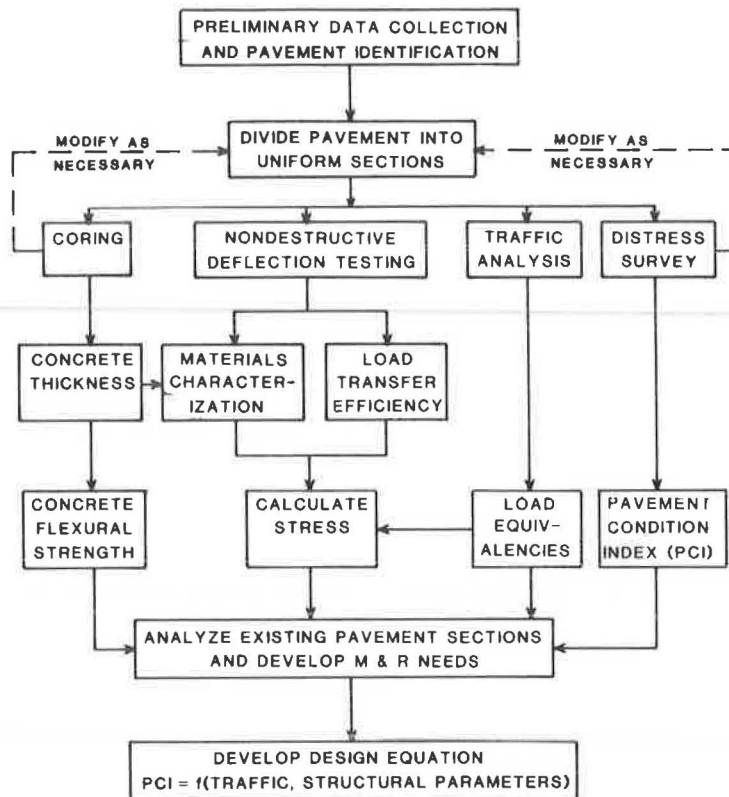 PRELIMINARY DATA COLLECTION
AND PAVEMENT IDENTIFICATION
MODIFY AS
NECESSARY
DIVIDE PAVEMENT INTO
UNIFORM SECTIONS
MODIFY AS
NECESSARY
CORING
NONDESTRUCTIVE
DEFLECTION TESTING
TRAFFIC
ANALYSIS
DISTRESS
SURVEY
CONCRETE
THICKNESS
MATERIALS
CHARACTER-
IZATION
LOAD
TRANSFER
EFFICIENCY
CONCRETE
FLEXURAL
STRENGTH
CALCULATE
STRESS
LOAD
EQUIV-
ALENCIES
PAVEMENT
CONDITION
INDEX (PCI)
ANALYZE EXISTING PAVEMENT SECTIONS
AND DEVELOP M & R NEEDS
DEVELOP DESIGN EQUATION
PCI = f(TRAFFIC, STRUCTURAL PARAMETERS)